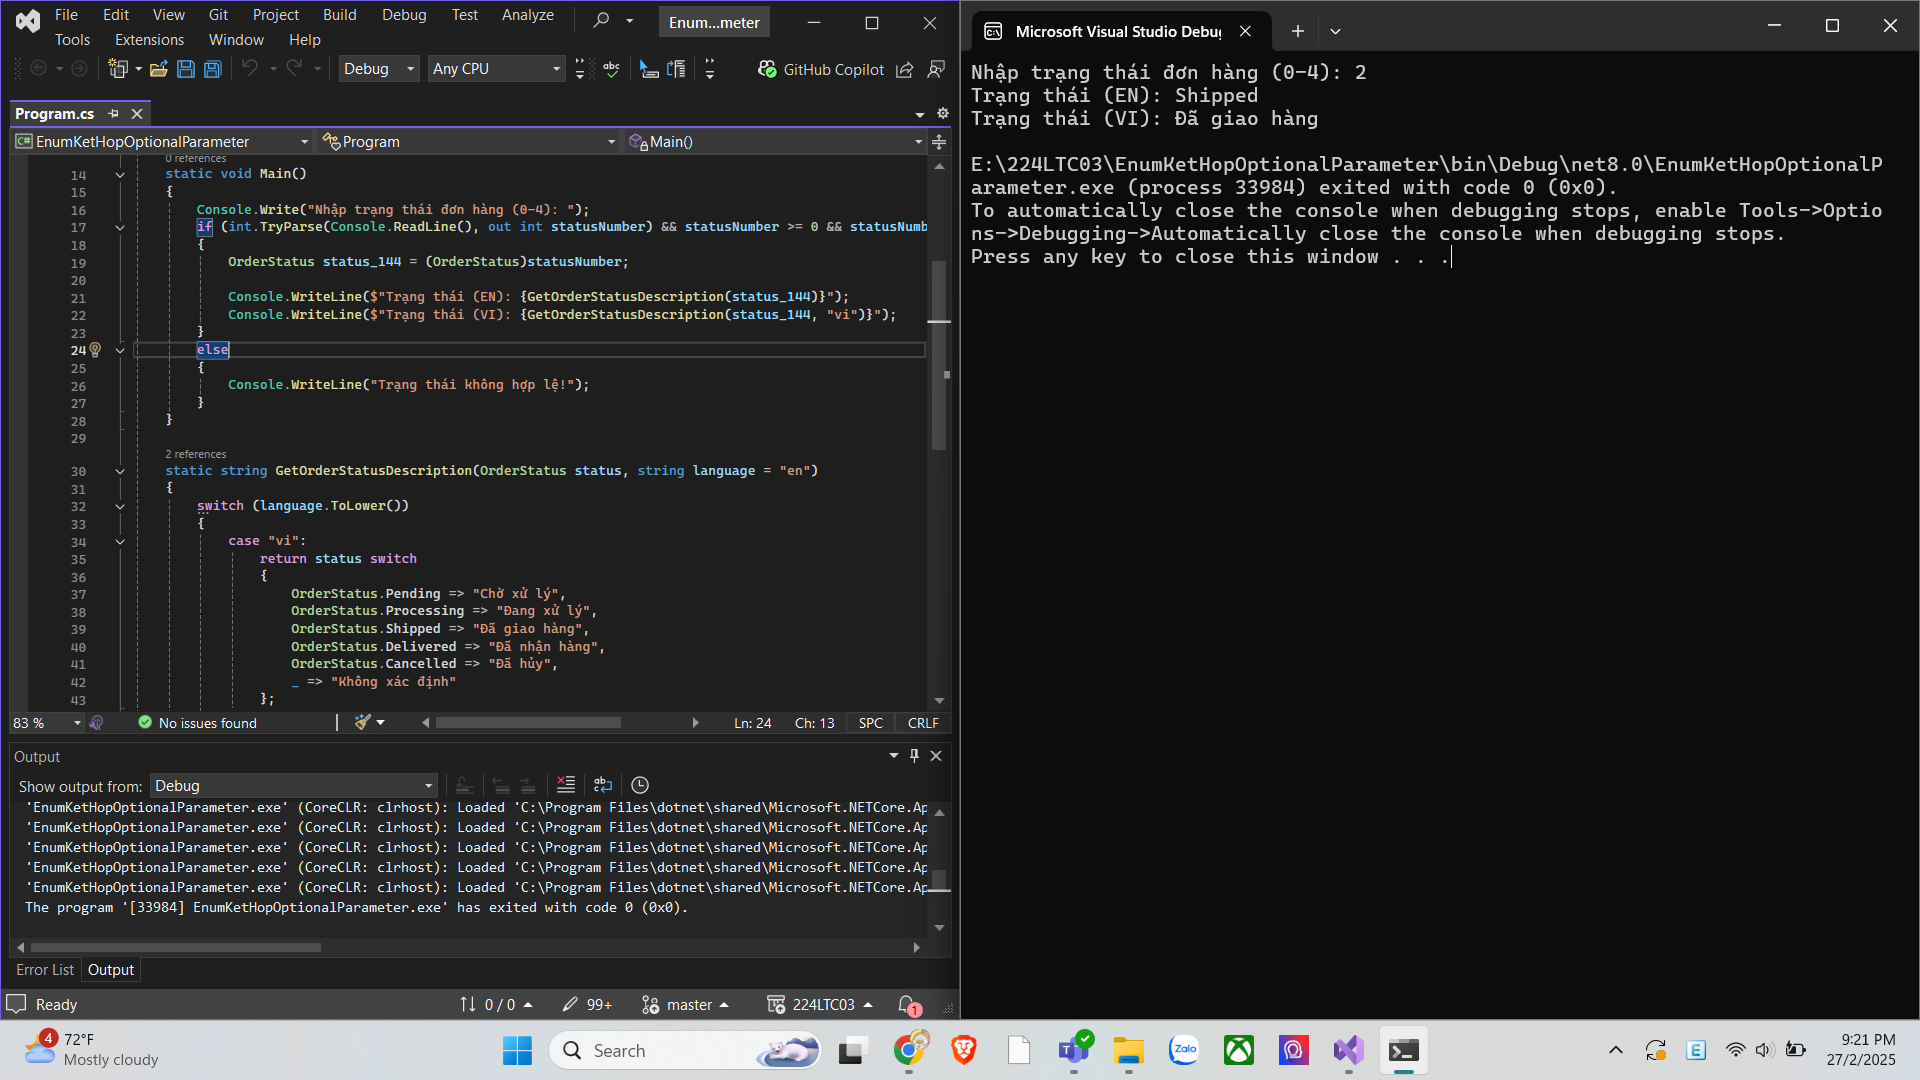 File Edit View Git Project Build Debug Test Analyze Enum...meter
Tools Extensions Window Help
Debug Any CPU GitHub Copilot
Program.cs
EnumKetHopOptionalParameter Program Main()
0 references
14 static void Main()
15 {
16 Console.Write("Nhập trạng thái đơn hàng (0-4): ");
17 if (int.TryParse(Console.ReadLine(), out int statusNumber) && statusNumber >= 0 && statusNumb
18 {
19 OrderStatus status_144 = (OrderStatus)statusNumber;
20
21 Console.WriteLine($"Trạng thái (EN): {GetOrderStatusDescription(status_144)}");
22 Console.WriteLine($"Trạng thái (VI): {GetOrderStatusDescription(status_144, "vi")}");
23 }
24 else
25 {
26 Console.WriteLine("Trạng thái không hợp lệ!");
27 }
28 }
29
2 references
30 static string GetOrderStatusDescription(OrderStatus status, string language = "en")
31 {
32 switch (language.ToLower())
33 {
34 case "vi":
35 return status switch
36 {
37 OrderStatus.Pending => "Chờ xử lý",
38 OrderStatus.Processing => "Đang xử lý",
39 OrderStatus.Shipped => "Đã giao hàng",
40 OrderStatus.Delivered => "Đã nhận hàng",
41 OrderStatus.Cancelled => "Đã hủy",
42 _ => "Không xác định"
43 };
83 % No issues found Ln: 24 Ch: 13 SPC CRLF
Output
Show output from: Debug
'EnumKetHopOptionalParameter.exe' (CoreCLR: clrhost): Loaded 'C:\Program Files\dotnet\shared\Microsoft.NETCore.Ap
'EnumKetHopOptionalParameter.exe' (CoreCLR: clrhost): Loaded 'C:\Program Files\dotnet\shared\Microsoft.NETCore.Ap
'EnumKetHopOptionalParameter.exe' (CoreCLR: clrhost): Loaded 'C:\Program Files\dotnet\shared\Microsoft.NETCore.Ap
'EnumKetHopOptionalParameter.exe' (CoreCLR: clrhost): Loaded 'C:\Program Files\dotnet\shared\Microsoft.NETCore.Ap
'EnumKetHopOptionalParameter.exe' (CoreCLR: clrhost): Loaded 'C:\Program Files\dotnet\shared\Microsoft.NETCore.Ap
The program '[33984] EnumKetHopOptionalParameter.exe' has exited with code 0 (0x0).
Error List Output
Ready 0 / 0 99+ master 224LTC03 1
Microsoft Visual Studio Debug
Nhập trạng thái đơn hàng (0-4): 2
Trạng thái (EN): Shipped
Trạng thái (VI): Đã giao hàng
E:\224LTC03\EnumKetHopOptionalParameter\bin\Debug\net8.0\EnumKetHopOptionalP
arameter.exe (process 33984) exited with code 0 (0x0).
To automatically close the console when debugging stops, enable Tools->Optio
ns->Debugging->Automatically close the console when debugging stops.
Press any key to close this window . . .
4 72°F
Mostly cloudy
Search
Zalo
E
9:21 PM
27/2/2025